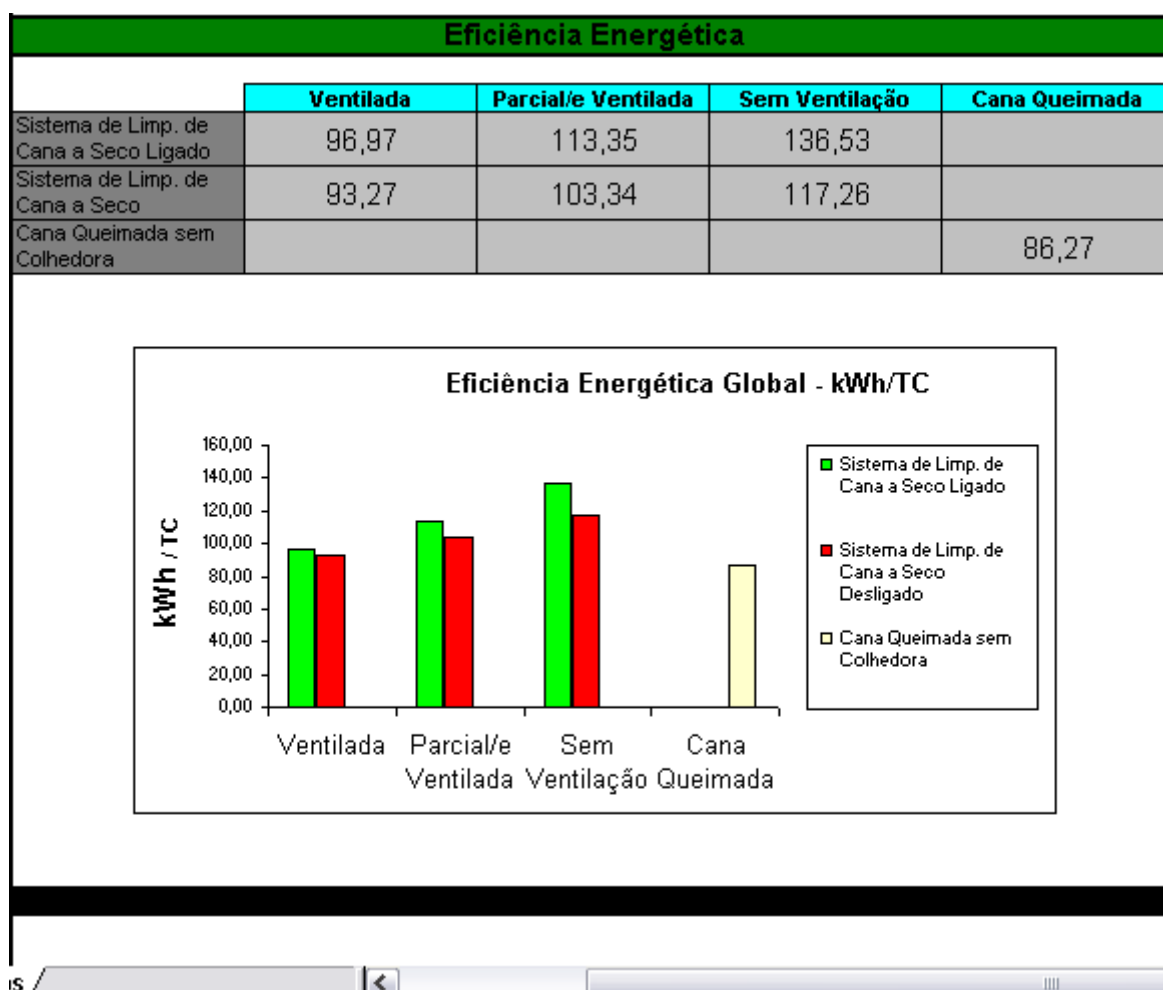 Eficiência Energética
Ventilada Parcial/e Ventilada Sem Ventilação Cana Queimada
Sistema de Limp. de
Cana a Seco Ligado
96,97 113,35 136,53
Sistema de Limp. de
Cana a Seco
93,27 103,34 117,26
Cana Queimada sem
Colhedora
86,27
Eficiência Energética Global - kWh/TC
kWh / TC
160,00
140,00
120,00
100,00
80,00
60,00
40,00
20,00
0,00
Ventilada
Parcial/e
Ventilada
Sem
Ventilação
Cana
Queimada
Sistema de Limp. de
Cana a Seco Ligado
Sistema de Limp. de
Cana a Seco
Desligado
Cana Queimada sem
Colhedora